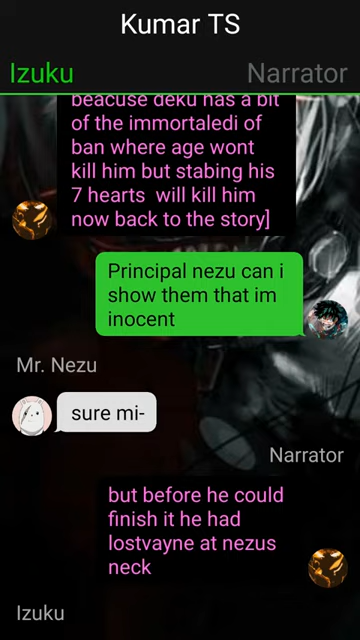 Kumar TS
Izuku Narrator
beacuse deku has a bit
of the immortaledi of
ban where age wont
kill him but stabing his
7 hearts will kill him
now back to the story]
Principal nezu can i
show them that im
inocent
Mr. Nezu
sure mi-
Narrator
but before he could
finish it he had
lostvayne at nezus
neck
Izuku